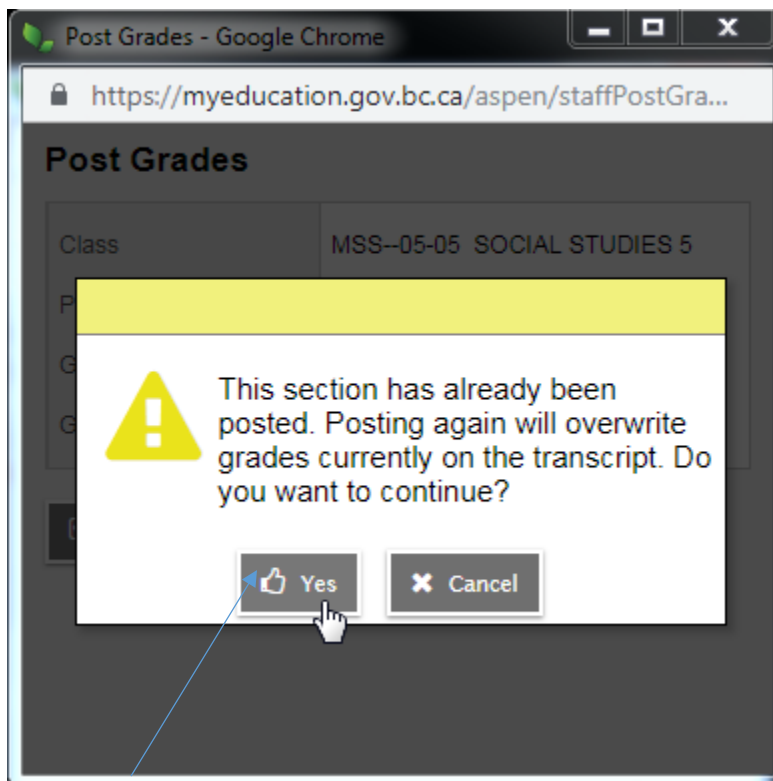 Post Grades - Google Chrome
https://myeducation.gov.bc.ca/aspen/staffPostGra...
Post Grades
Class MSS--05-05 SOCIAL STUDIES 5
P
G
G
This section has already been
posted. Posting again will overwrite
grades currently on the transcript. Do
you want to continue?
Yes Cancel